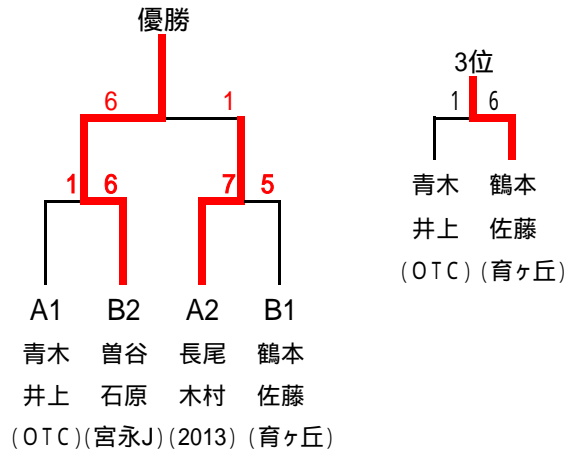 優勝
6 1
1 6 7 5
A1 B2 A2 B1
青木 曽谷 長尾 鶴本
井上 石原 木村 佐藤
(OTC) (宮永J) (2013) (育ヶ丘)
3位
1 6
青木 鶴本
井上 佐藤
(OTC) (育ヶ丘)